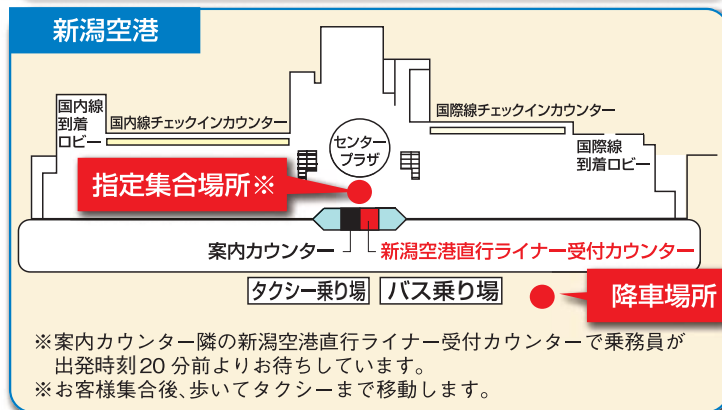 新潟空港
国内線
到着
ロビー
国内線チェックインカウンター
センター
プラザ
国際線チェックインカウンター
国際線
到着ロビー
指定集合場所※
案内カウンター
新潟空港直行ライナー受付カウンター
タクシー乗り場
バス乗り場
降車場所
※案内カウンター隣の新潟空港直行ライナー受付カウンターで乗務員が
出発時刻20 分前よりお待ちしています。
※お客様集合後、歩いてタクシーまで移動します。